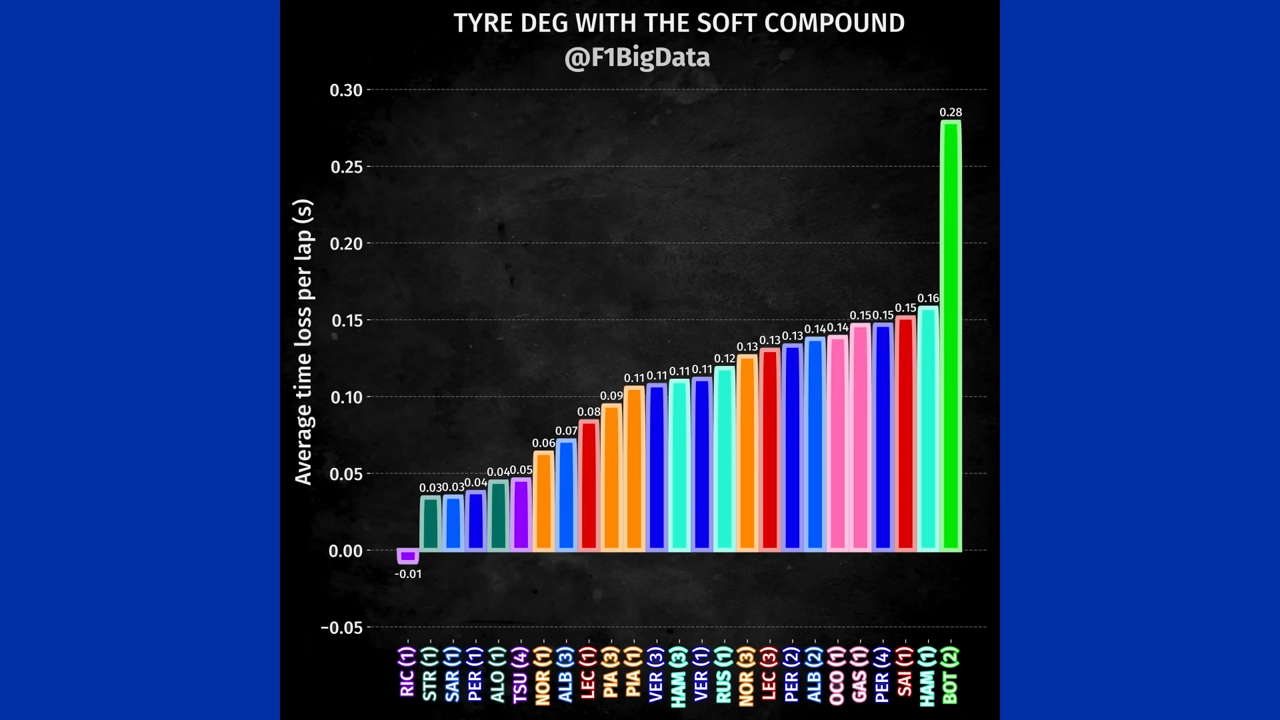 TYRE DEG WITH THE SOFT COMPOUND
@F1BigData
Average time loss per lap (s)
0.30
0.25
0.20
0.15
0.10
0.05
0.00
−0.05
-0.01
0.03
0.03
0.04
0.04
0.05
0.06
0.07
0.08
0.09
0.11
0.11
0.11
0.11
0.12
0.13
0.13
0.13
0.14
0.14
0.15
0.15
0.15
0.16
0.28
RIC (1)
STR (1)
SAR (1)
PER (1)
ALO (1)
TSU (4)
NOR (1)
ALB (3)
LEC (1)
PIA (3)
PIA (1)
VER (3)
HAM (3)
VER (1)
RUS (1)
NOR (3)
LEC (3)
PER (2)
ALB (2)
OCO (1)
GAS (1)
PER (4)
SAI (1)
HAM (1)
BOT (2)